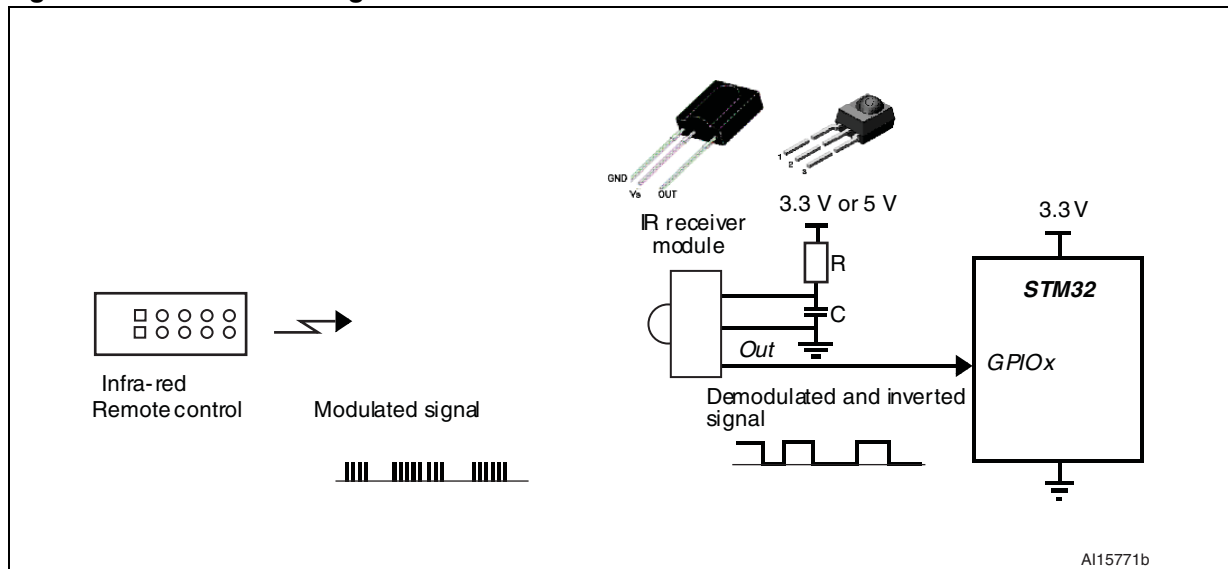 GND
Vs
OUT
1
2
3
IR receiver
module
3.3 V or 5 V
R
C
Out
3.3 V
STM32
GPIOx
Infra-red
Remote control
Modulated signal
Demodulated and inverted
signal
AI15771b